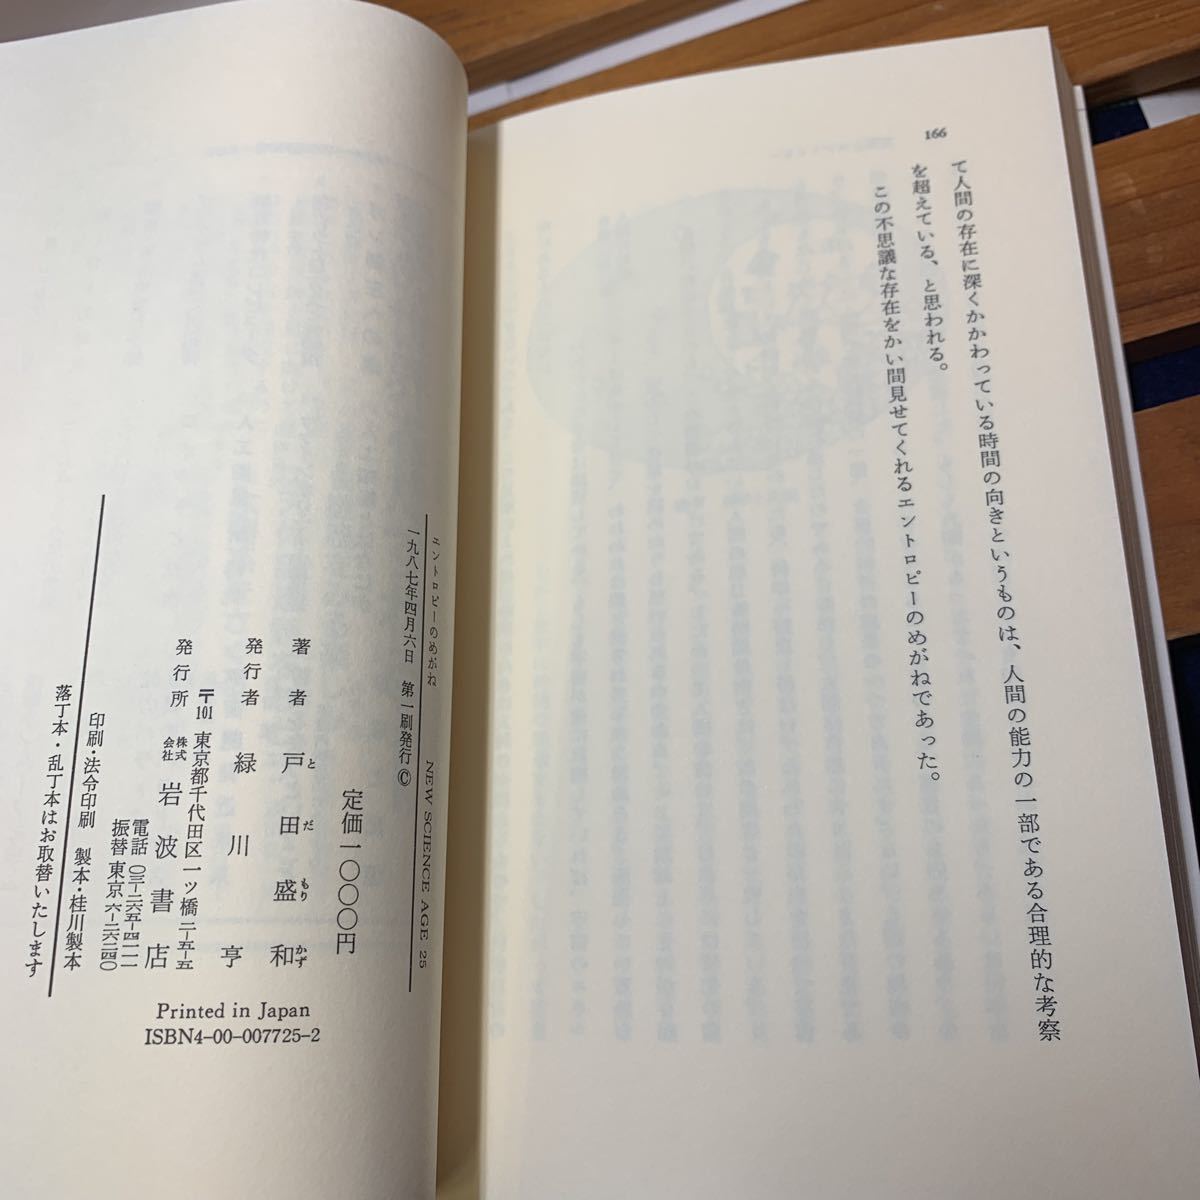 166
て人間の存在に深くかかわっている時間の向きというものは、人間の能力の一部である合理的な考察
を超えている、と思われる。
この不思議な存在をかい間見せてくれるエントロピーのめがねであった。
エントロピーのめがね NEW SCIENCE AGE 25
一九八七年四月六日 第一刷発行 ©
定価一〇〇〇円
著者 戸田盛和
と だ もり かず
発行者 緑川亨
〒101 東京都千代田区一ツ橋二-五-五
発行所 株式会社 岩波書店
電話 〇三-二六五-四一一一
振替 東京六-二六二四〇
印刷・法令印刷 製本・桂川製本
落丁本・乱丁本はお取替いたします
Printed in Japan
ISBN4-00-007725-2